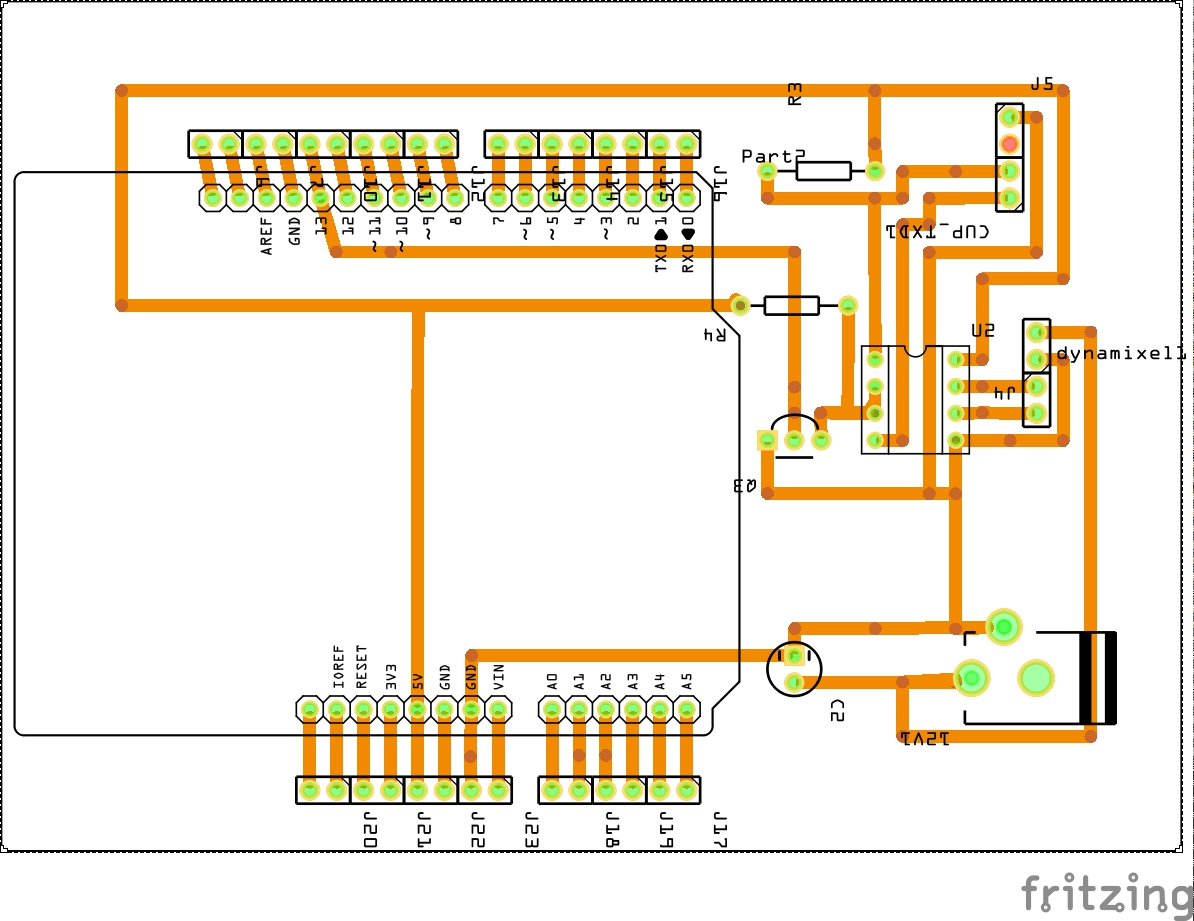 R3
J5
Part2
J9
J7
J10
J11
J12
J13
J14
J15
J16
AREF
GND
13
12
~11
~10
~9
8
7
~6
~5
4
~3
2
TX0▶1
RX0◀0
CUP_TXD1
R4
U2
dynamixel1
J4
Q3
IOREF
RESET
3V3
5V
GND
GND
VIN
A0
A1
A2
A3
A4
A5
C2
12V1
J20
J21
J22
J23
J18
J19
J17
fritzing